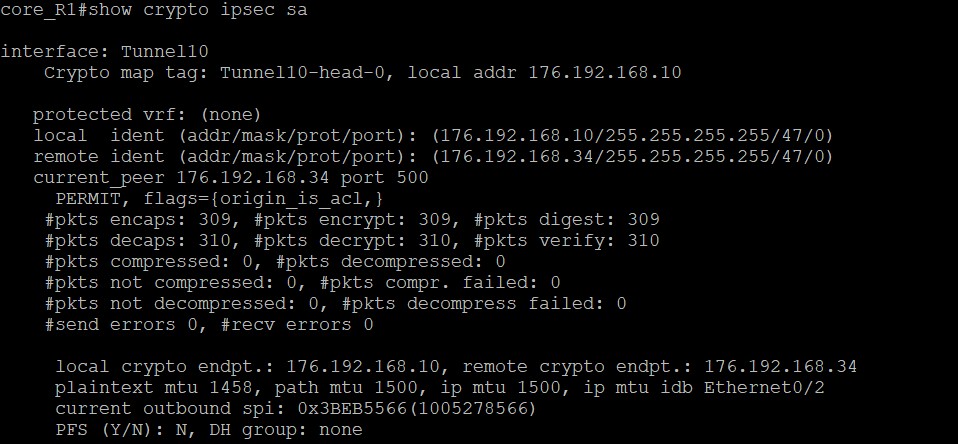 core_R1#show crypto ipsec sa
interface: Tunnel10
Crypto map tag: Tunnel10-head-0, local addr 176.192.168.10
protected vrf: (none)
local  ident (addr/mask/prot/port): (176.192.168.10/255.255.255.255/47/0)
remote ident (addr/mask/prot/port): (176.192.168.34/255.255.255.255/47/0)
current_peer 176.192.168.34 port 500
PERMIT, flags={origin_is_acl,}
#pkts encaps: 309, #pkts encrypt: 309, #pkts digest: 309
#pkts decaps: 310, #pkts decrypt: 310, #pkts verify: 310
#pkts compressed: 0, #pkts decompressed: 0
#pkts not compressed: 0, #pkts compr. failed: 0
#pkts not decompressed: 0, #pkts decompress failed: 0
#send errors 0, #recv errors 0
local crypto endpt.: 176.192.168.10, remote crypto endpt.: 176.192.168.34
plaintext mtu 1458, path mtu 1500, ip mtu 1500, ip mtu idb Ethernet0/2
current outbound spi: 0x3BEB5566(1005278566)
PFS (Y/N): N, DH group: none